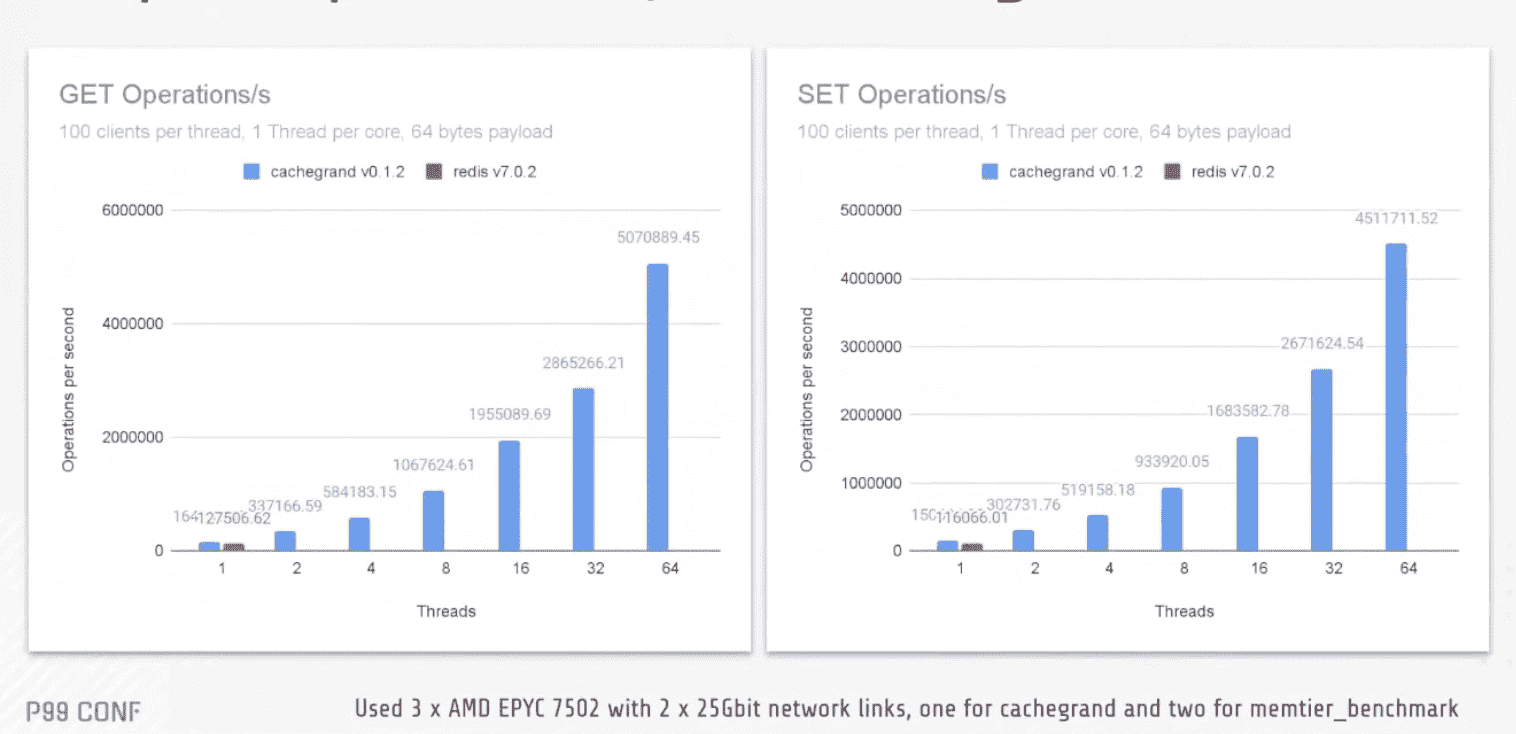 GET Operations/s
100 clients per thread, 1 Thread per core, 64 bytes payload
cachegrand v0.1.2 redis v7.0.2
6000000
4000000
2000000
0
Operations per second
5070889.45
2865266.21
1955089.69
1067624.61
584183.15
337166.59
127506.62
1 2 4 8 16 32 64
Threads
SET Operations/s
100 clients per thread, 1 Thread per core, 64 bytes payload
cachegrand v0.1.2 redis v7.0.2
5000000
4000000
3000000
2000000
1000000
0
Operations per second
4511711.52
2671624.54
1683582.78
933920.05
519158.18
302731.76
116066.01
1 2 4 8 16 32 64
Threads
P99 CONF
Used 3 x AMD EPYC 7502 with 2 x 25Gbit network links, one for cachegrand and two for memtier_benchmark